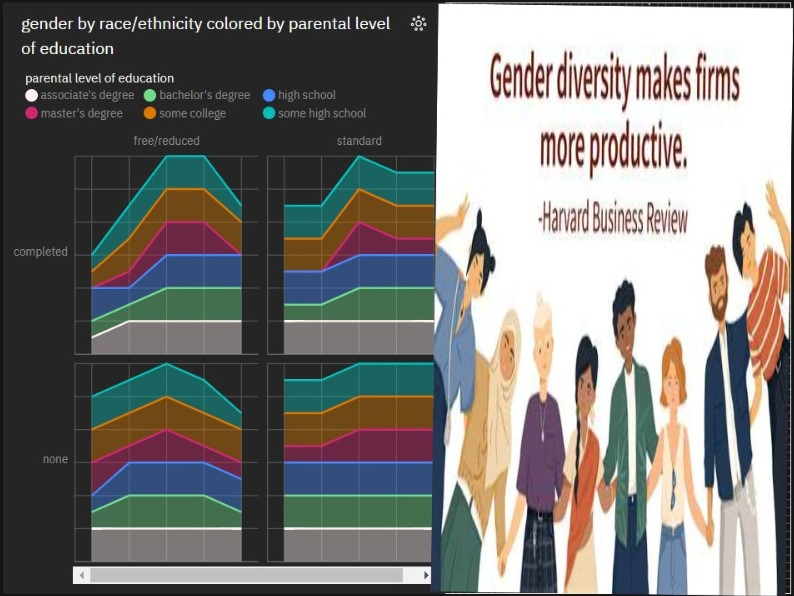 gender by race/ethnicity colored by parental level
of education
parental level of education
associate's degree bachelor's degree high school
master's degree some college some high school
free/reduced standard
completed
none
Gender diversity makes firms
more productive.
-Harvard Business Review